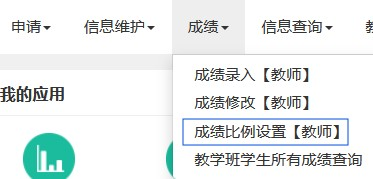 申请 信息维护 成绩 信息查询
成绩录入【教师】
我的应用
成绩修改【教师】
成绩比例设置【教师】
教学班学生所有成绩查询